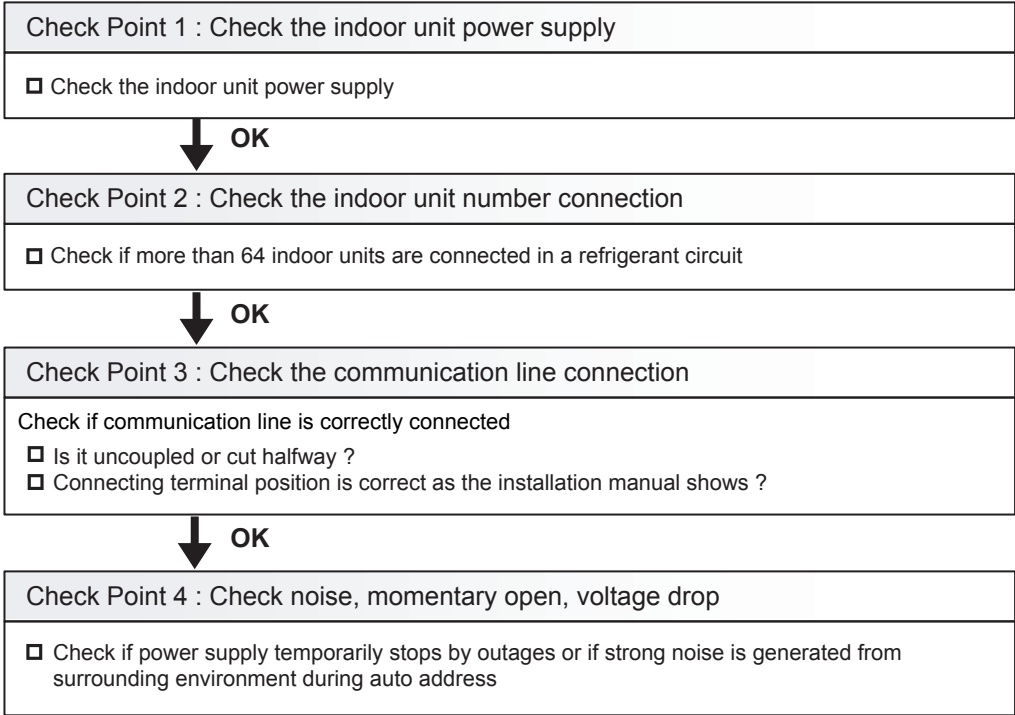 Check Point 1 : Check the indoor unit power supply
Check the indoor unit power supply
OK
Check Point 2 : Check the indoor unit number connection
Check if more than 64 indoor units are connected in a refrigerant circuit
OK
Check Point 3 : Check the communication line connection
Check if communication line is correctly connected
Is it uncoupled or cut halfway ?
Connecting terminal position is correct as the installation manual shows ?
OK
Check Point 4 : Check noise, momentary open, voltage drop
Check if power supply temporarily stops by outages or if strong noise is generated from
surrounding environment during auto address